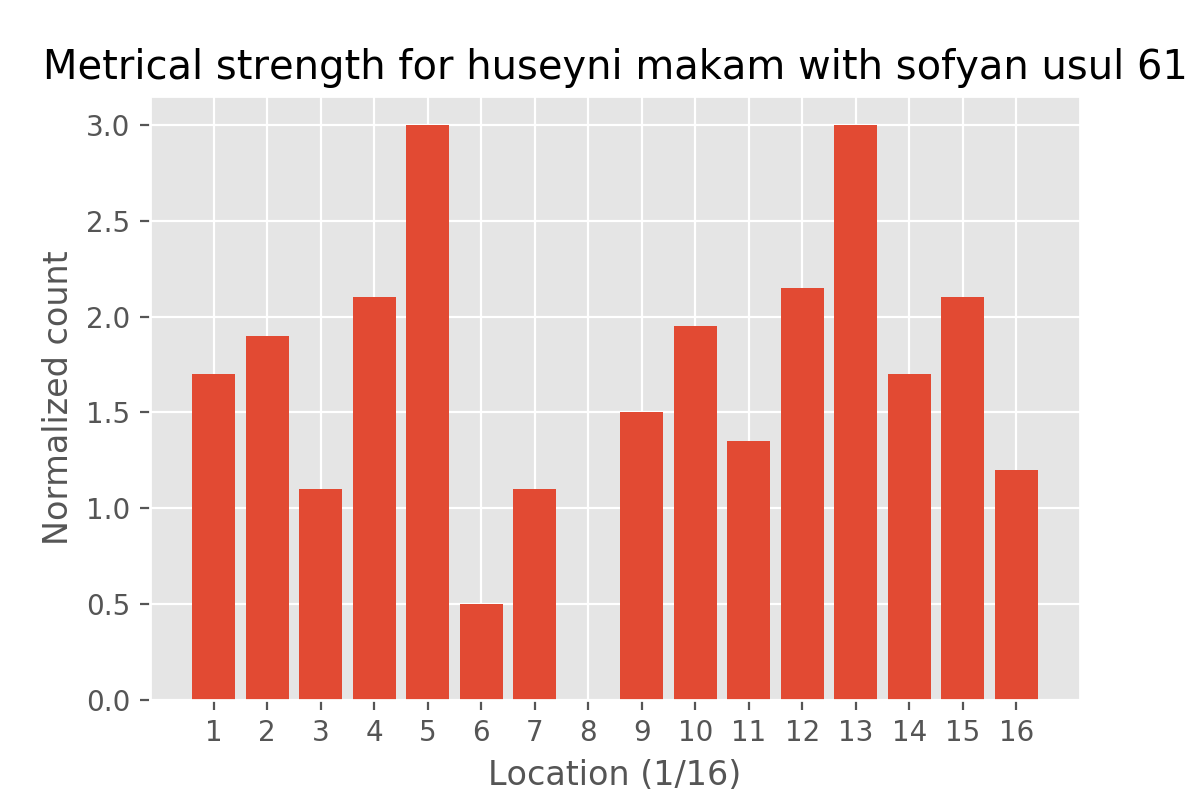 Metrical strength for huseyni makam with sofyan usul 61
3.0
2.5
2.0
1.5
1.0
0.5
0.0
Normalized count
1 2 3 4 5 6 7 8 9 10 11 12 13 14 15 16
Location (1/16)